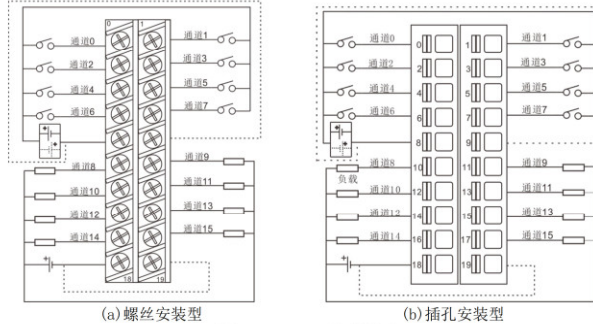 0 1
通道0 通道1
通道2 通道3
通道4 通道5
通道6 通道7
通道8 通道9
通道10 通道11
通道12 通道13
通道14 通道15
18 19
(a)螺丝安装型
通道0 0 1 通道1
通道2 2 3 通道3
通道4 4 5 通道5
通道6 6 7 通道7
8 9
通道8 10 11 通道9
负载
通道10 12 13 通道11
通道12 14 15 通道13
通道14 16 17 通道15
18 19
(b)插孔安装型